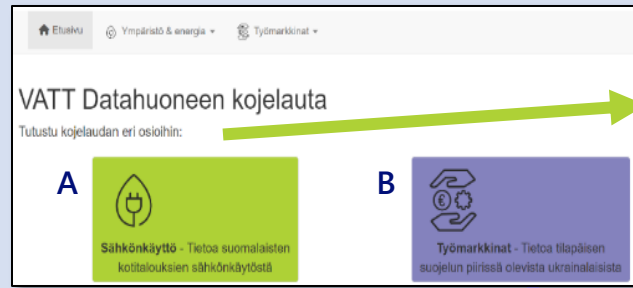 Etusivu Ympäristö & energia Työmarkkinat
VATT Datahuoneen kojelauta
Tutustu kojelaudan eri osioihin:
A B
Sähkönkäyttö - Tietoa suomalaisten
kotitalouksien sähkönkäytöstä
Työmarkkinat - Tietoa tilapäisen
suojelun piirissä olevista ukrainalaisista